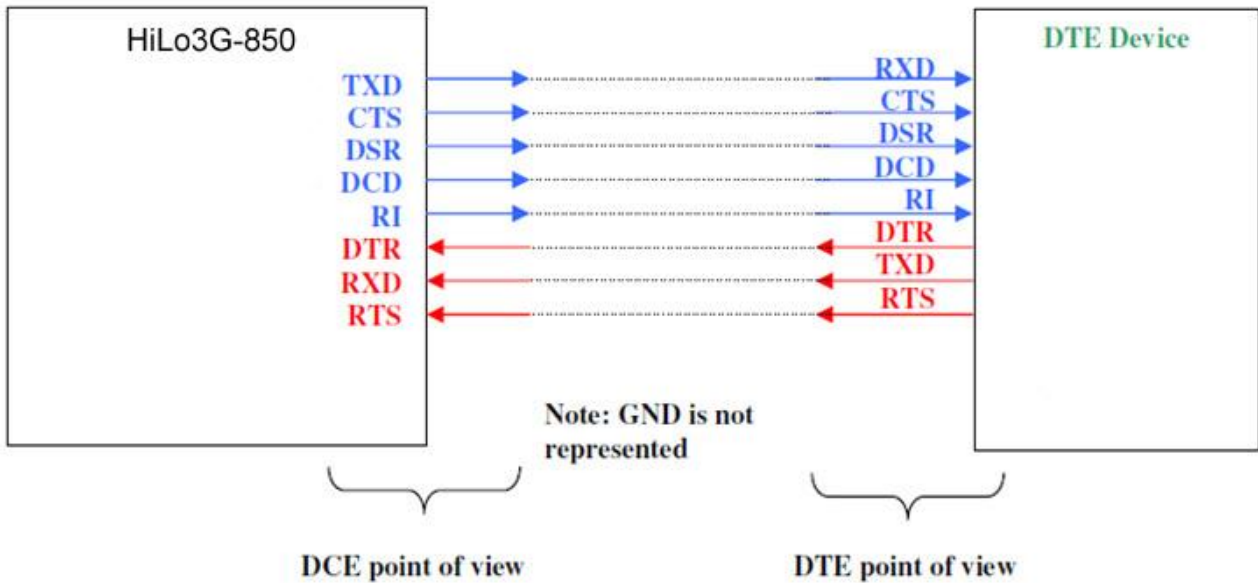 HiLo3G-850
DTE Device
TXD
RXD
CTS
CTS
DSR
DSR
DCD
DCD
RI
RI
DTR
DTR
RXD
TXD
RTS
RTS
Note: GND is not
represented
DCE point of view
DTE point of view